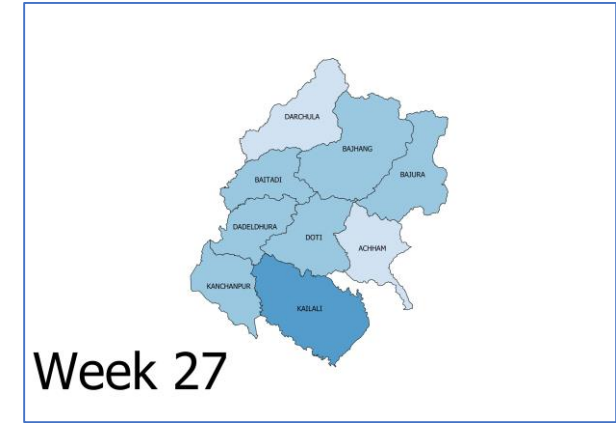 DARCHULA
BAJHANG
BAJURA
BAITADI
DADELDHURA
DOTI
ACHHAM
KANCHANPUR
KAILALI
Week 27